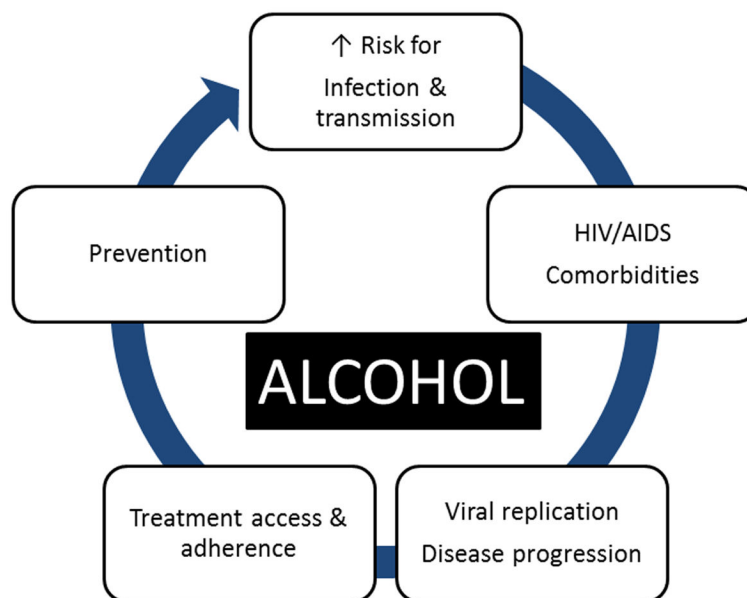 ↑ Risk for
Infection &
transmission
HIV/AIDS
Comorbidities
Prevention
ALCOHOL
Treatment access &
adherence
Viral replication
Disease progression